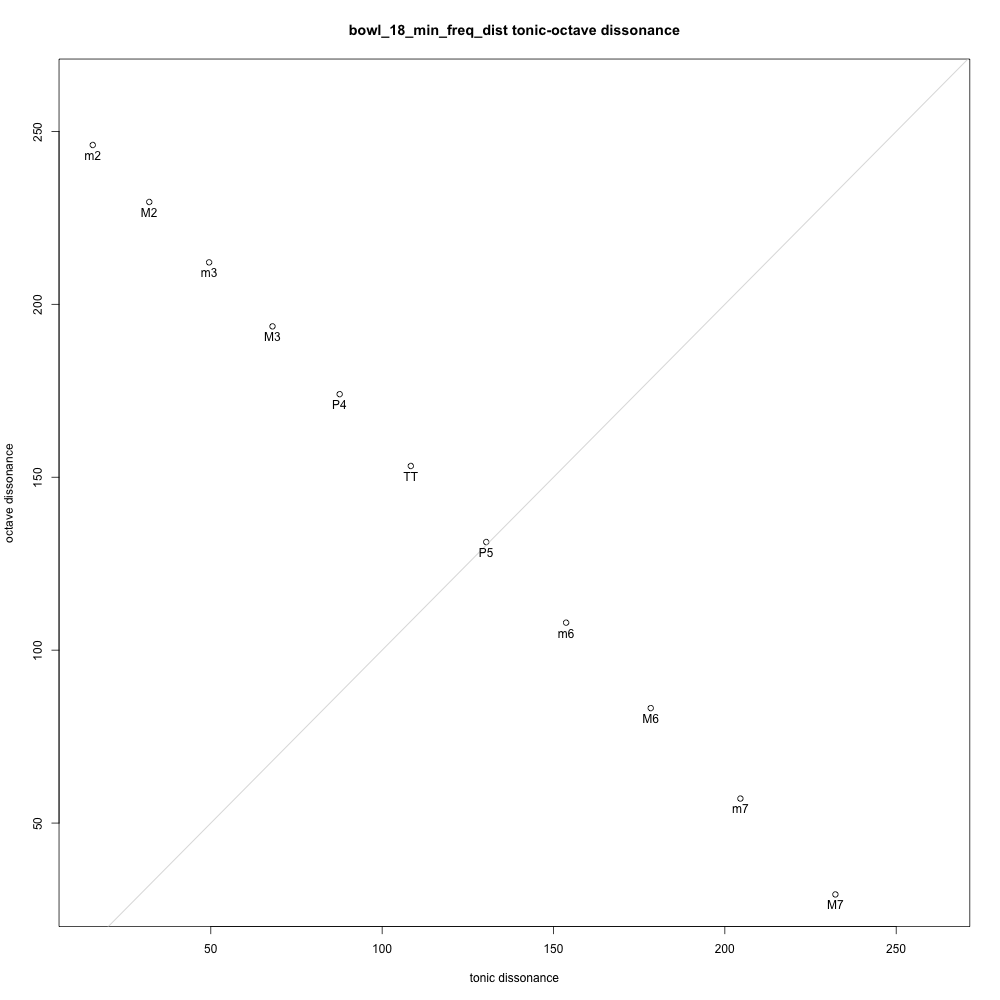 bowl_18_min_freq_dist tonic-octave dissonance
octave dissonance
250
200
150
100
50
m2
M2
m3
M3
P4
TT
P5
m6
M6
m7
M7
50
100
150
200
250
tonic dissonance